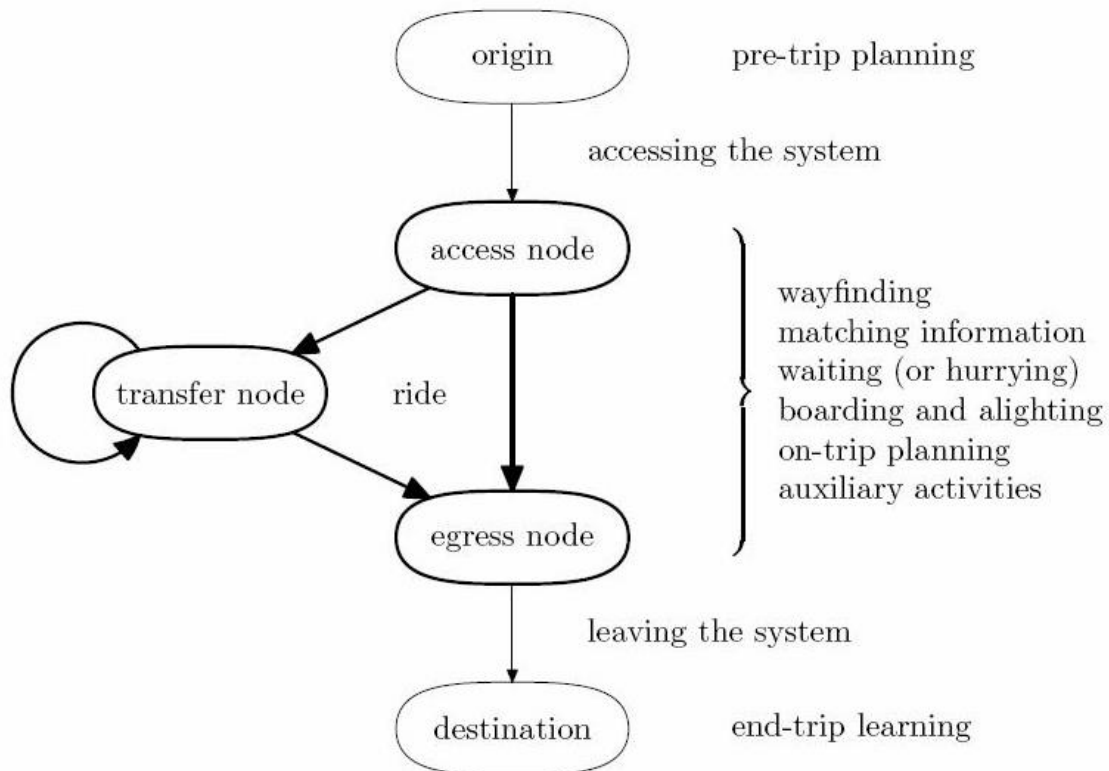 origin
pre-trip planning
accessing the system
access node
wayfinding
matching information
waiting (or hurrying)
boarding and alighting
on-trip planning
auxiliary activities
transfer node
ride
egress node
leaving the system
destination
end-trip learning